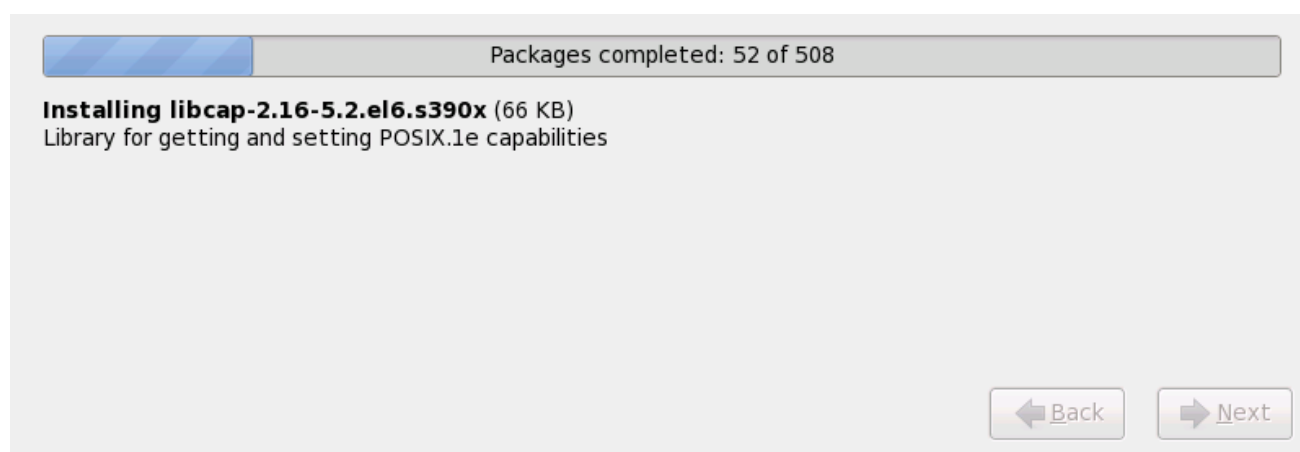 Packages completed: 52 of 508
Installing libcap-2.16-5.2.el6.s390x (66 KB)
Library for getting and setting POSIX.1e capabilities
Back
Next